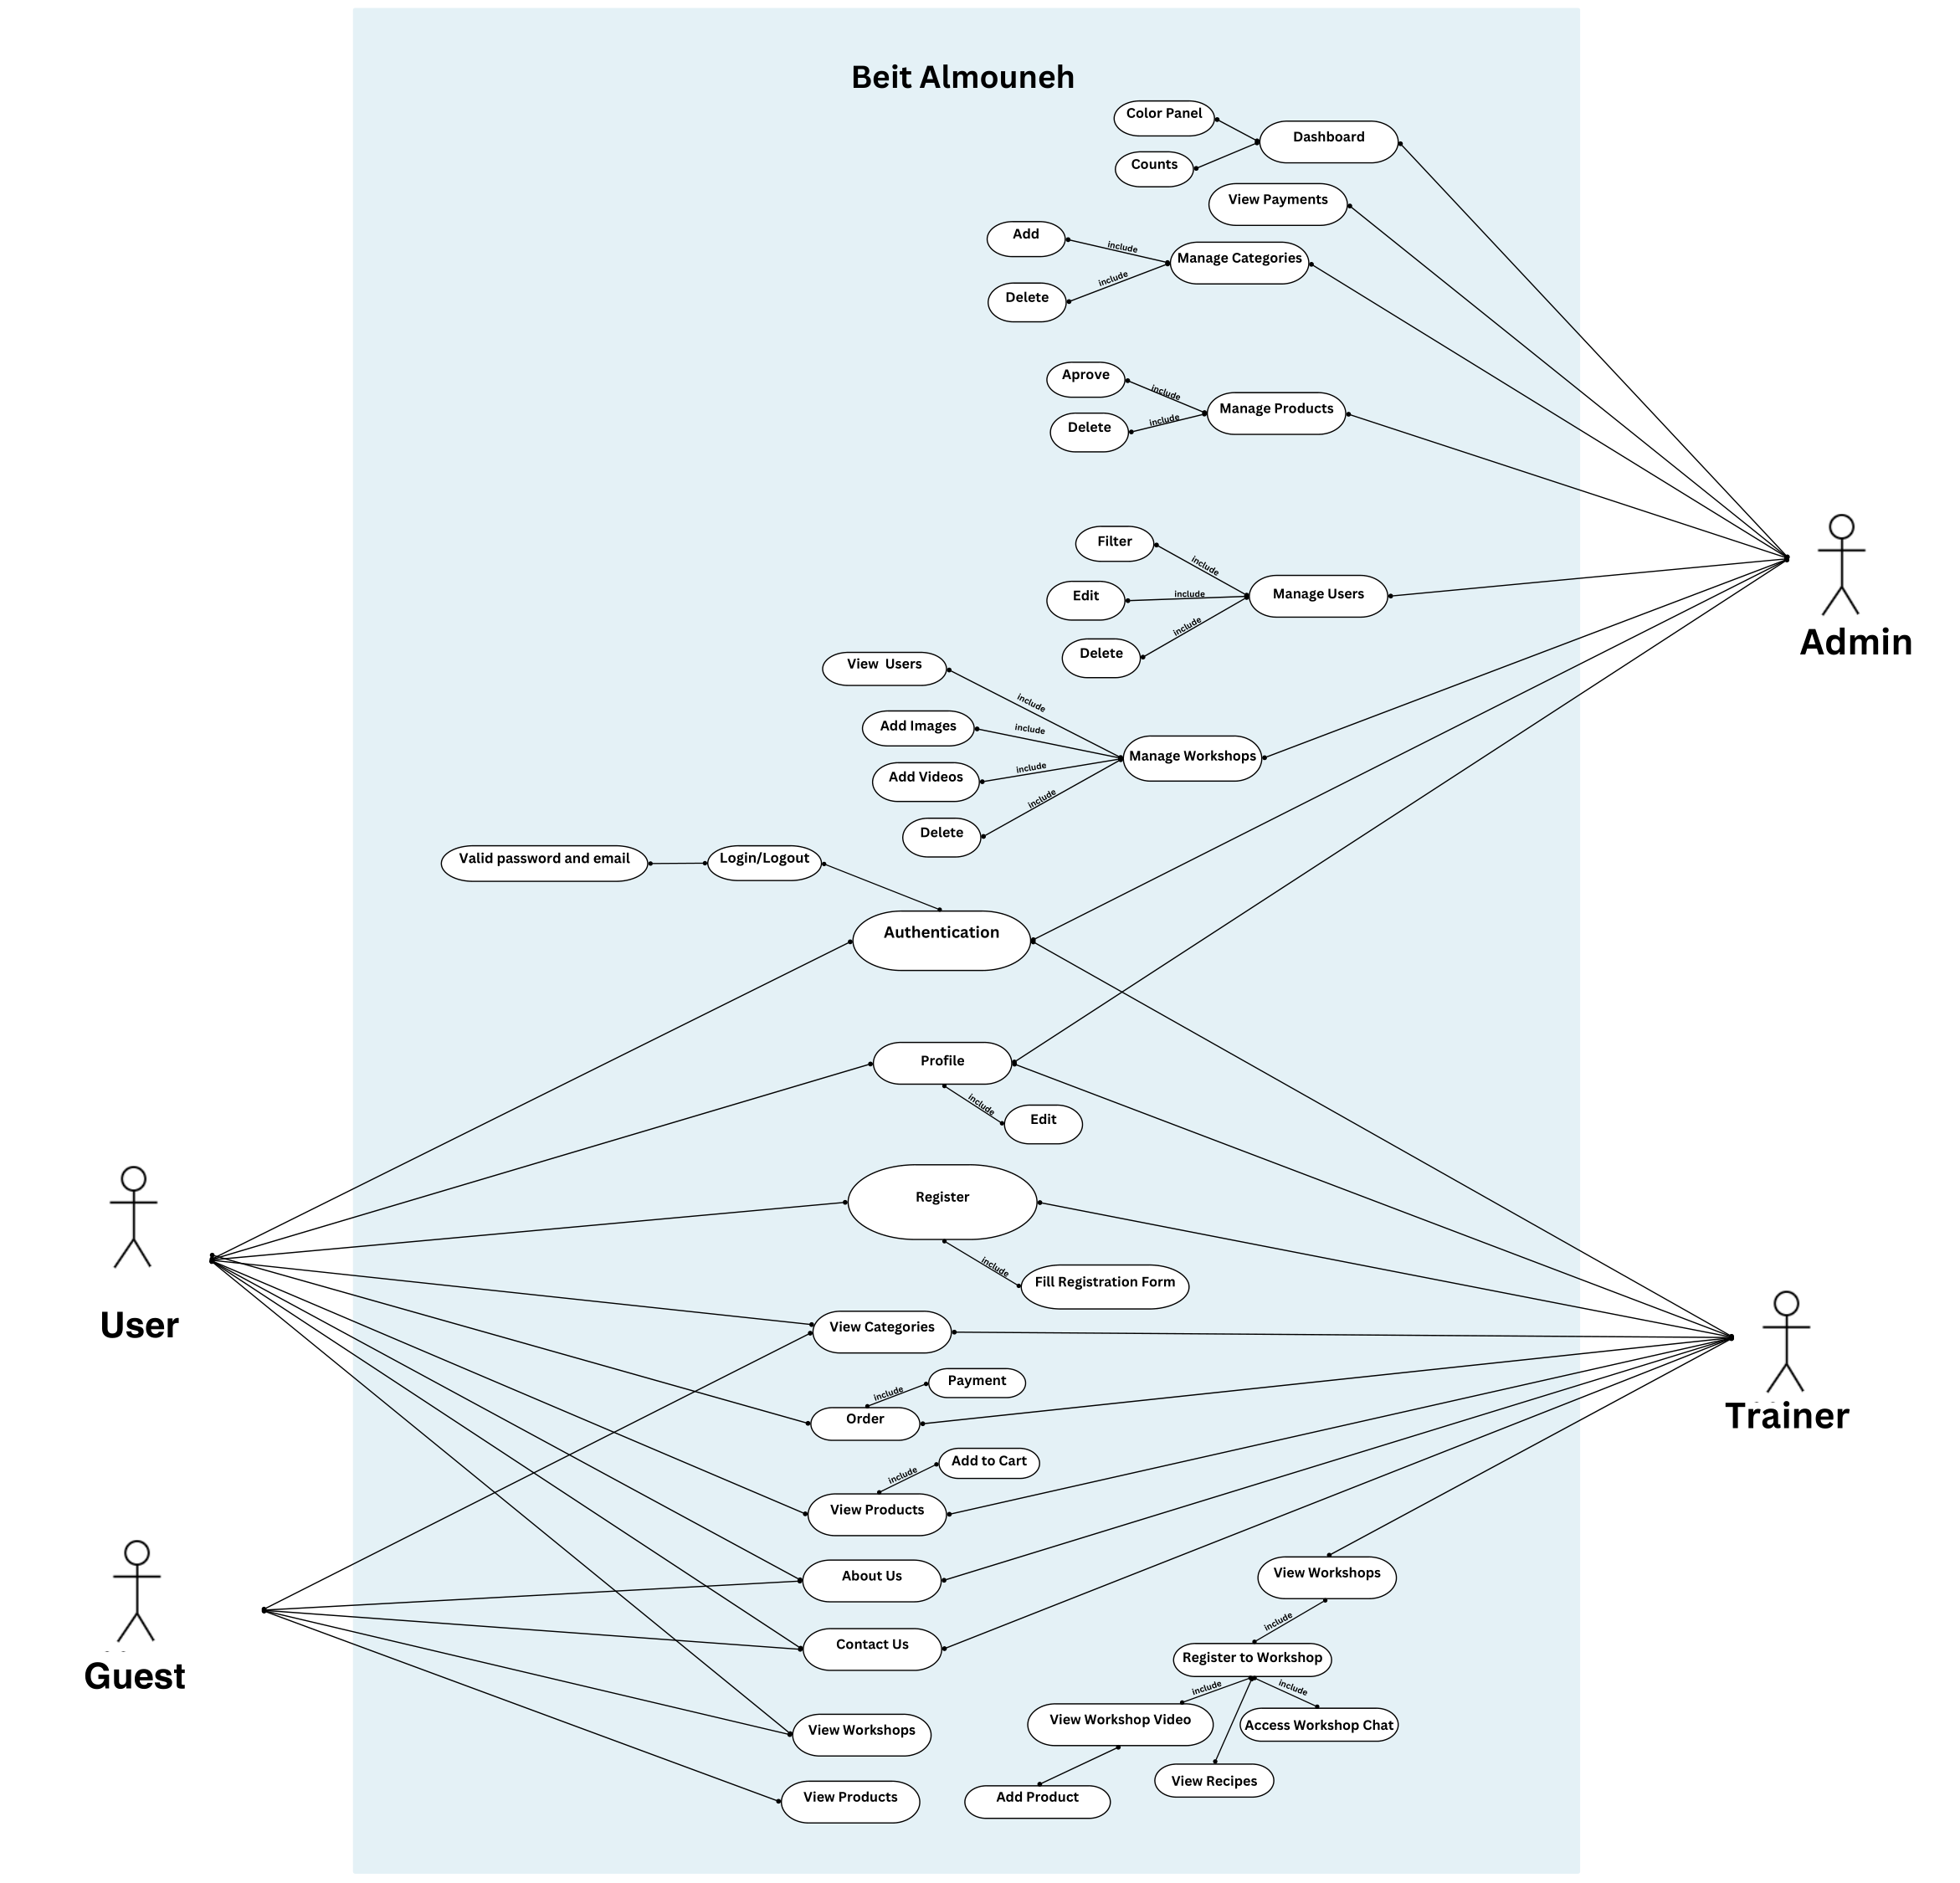 Beit Almouneh
Color Panel
Dashboard
Counts
View Payments
Add
include
Manage Categories
include
Delete
Aprove
include
Manage Products
include
Delete
Filter
include
Edit
include
Manage Users
include
Delete
Admin
View  Users
include
Add Images
include
Manage Workshops
Add Videos
include
include
Delete
Valid password and email
Login/Logout
Authentication
Profile
include
Edit
Register
include
Fill Registration Form
User
View Categories
Payment
include
Order
Trainer
Add to Cart
include
View Products
About Us
View Workshops
include
Contact Us
Register to Workshop
Guest
include
include
View Workshop Video
Access Workshop Chat
View Workshops
View Recipes
Add Product
View Products